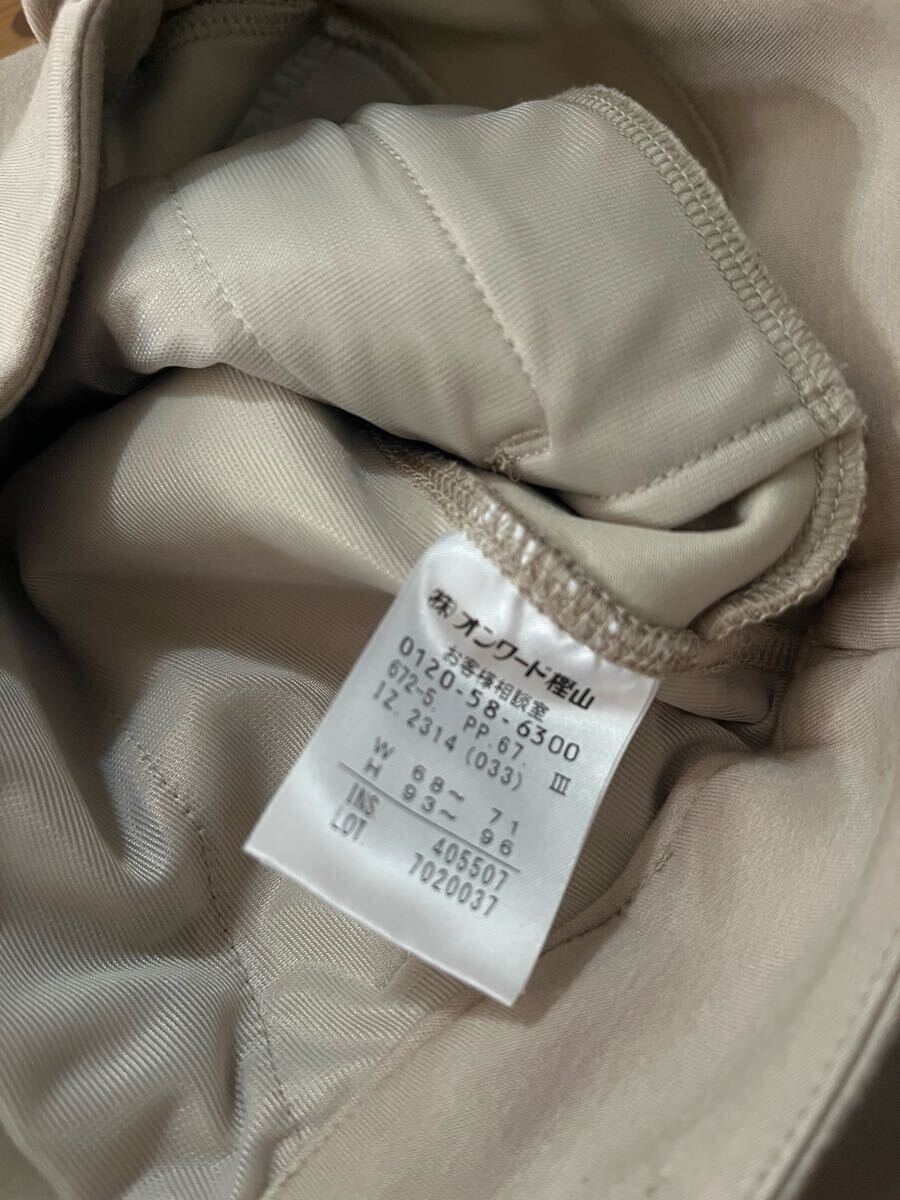 (株)オンワード樫山
お客様相談室
0120-58-6300
672-5. PP.67. III
IZ.2314(033)
W 68~ 71
H 93~ 96
INS 405507
LOT. 7020037